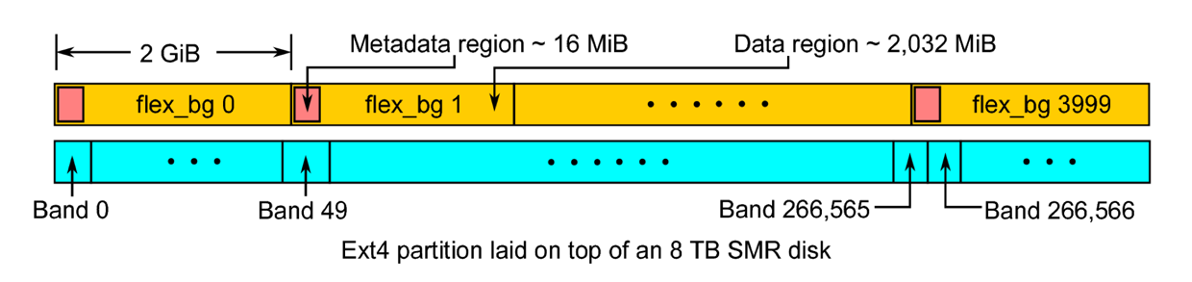 2 GiB
Metadata region ~ 16 MiB
Data region ~ 2,032 MiB
flex_bg 0
flex_bg 1
flex_bg 3999
Band 0
Band 49
Band 266,565
Band 266,566
Ext4 partition laid on top of an 8 TB SMR disk